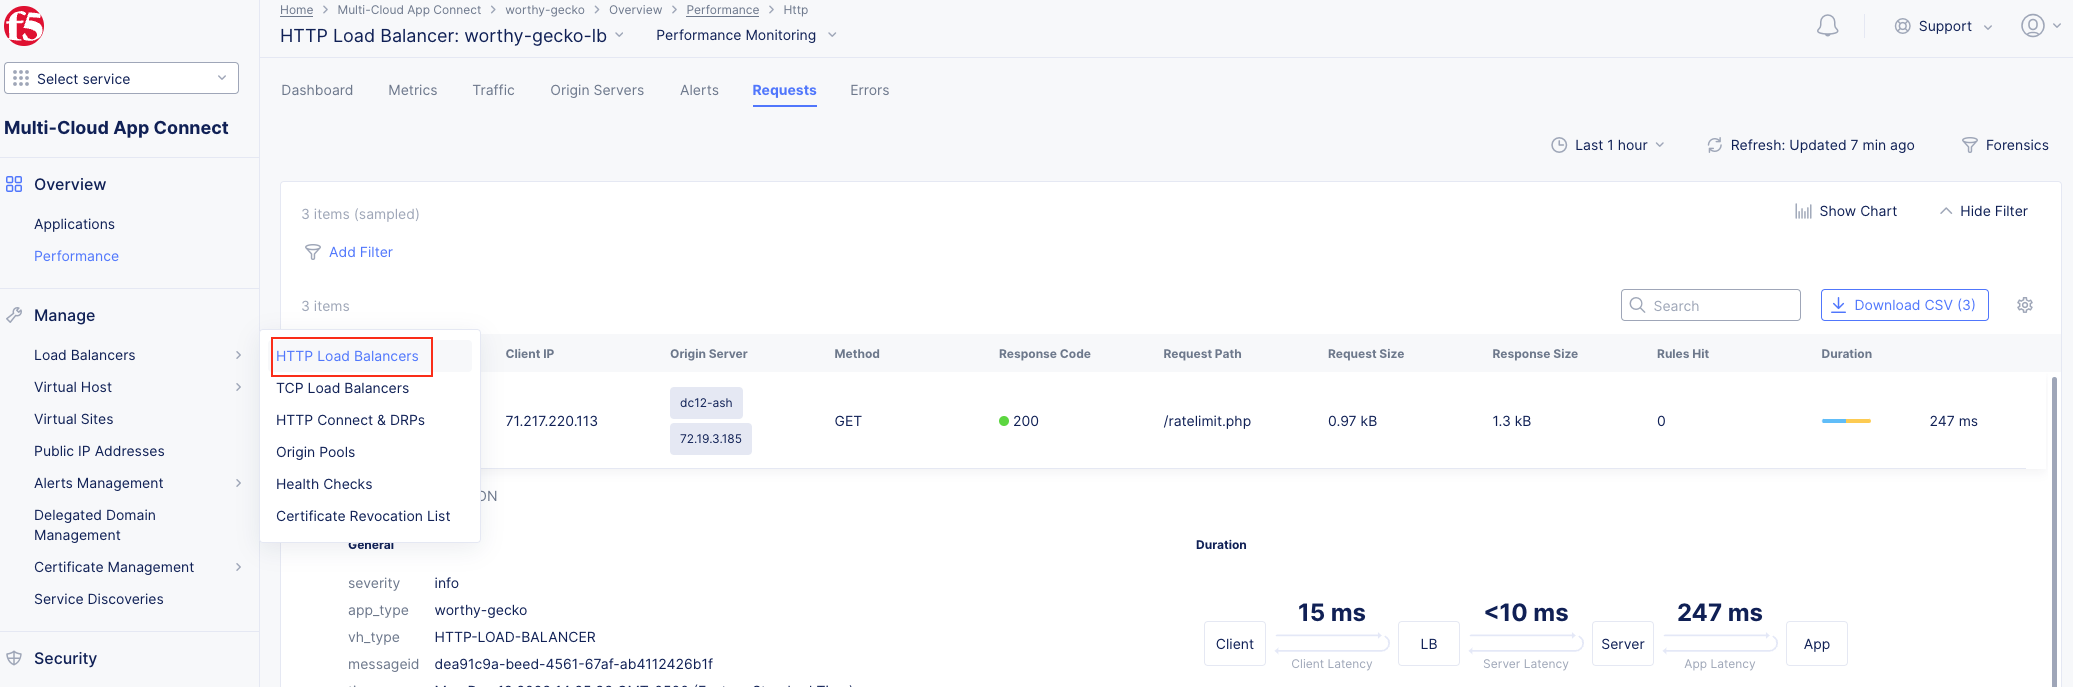 f5
Home > Multi-Cloud App Connect > worthy-gecko > Overview > Performance > Http
HTTP Load Balancer: worthy-gecko-lb
Performance Monitoring
Support
Select service
Multi-Cloud App Connect
Overview
Applications
Performance
Manage
Load Balancers
Virtual Host
Virtual Sites
Public IP Addresses
Alerts Management
Delegated Domain
Management
Certificate Management
Service Discoveries
Security
HTTP Load Balancers
TCP Load Balancers
HTTP Connect & DRPs
Origin Pools
Health Checks
Certificate Revocation List
Dashboard Metrics Traffic Origin Servers Alerts Requests Errors
Last 1 hour Refresh: Updated 7 min ago Forensics
3 items (sampled)
Show Chart Hide Filter
Add Filter
3 items
Search Download CSV (3)
Client IP Origin Server Method Response Code Request Path Request Size Response Size Rules Hit Duration
dc12-ash
71.217.220.113 GET 200 /ratelimit.php 0.97 kB 1.3 kB 0 247 ms
72.19.3.185
ON
General
severity info
app_type worthy-gecko
vh_type HTTP-LOAD-BALANCER
messageid dea91c9a-beed-4561-67af-ab4112426b1f
Duration
15 ms <10 ms 247 ms
Client LB Server App
Client Latency Server Latency App Latency